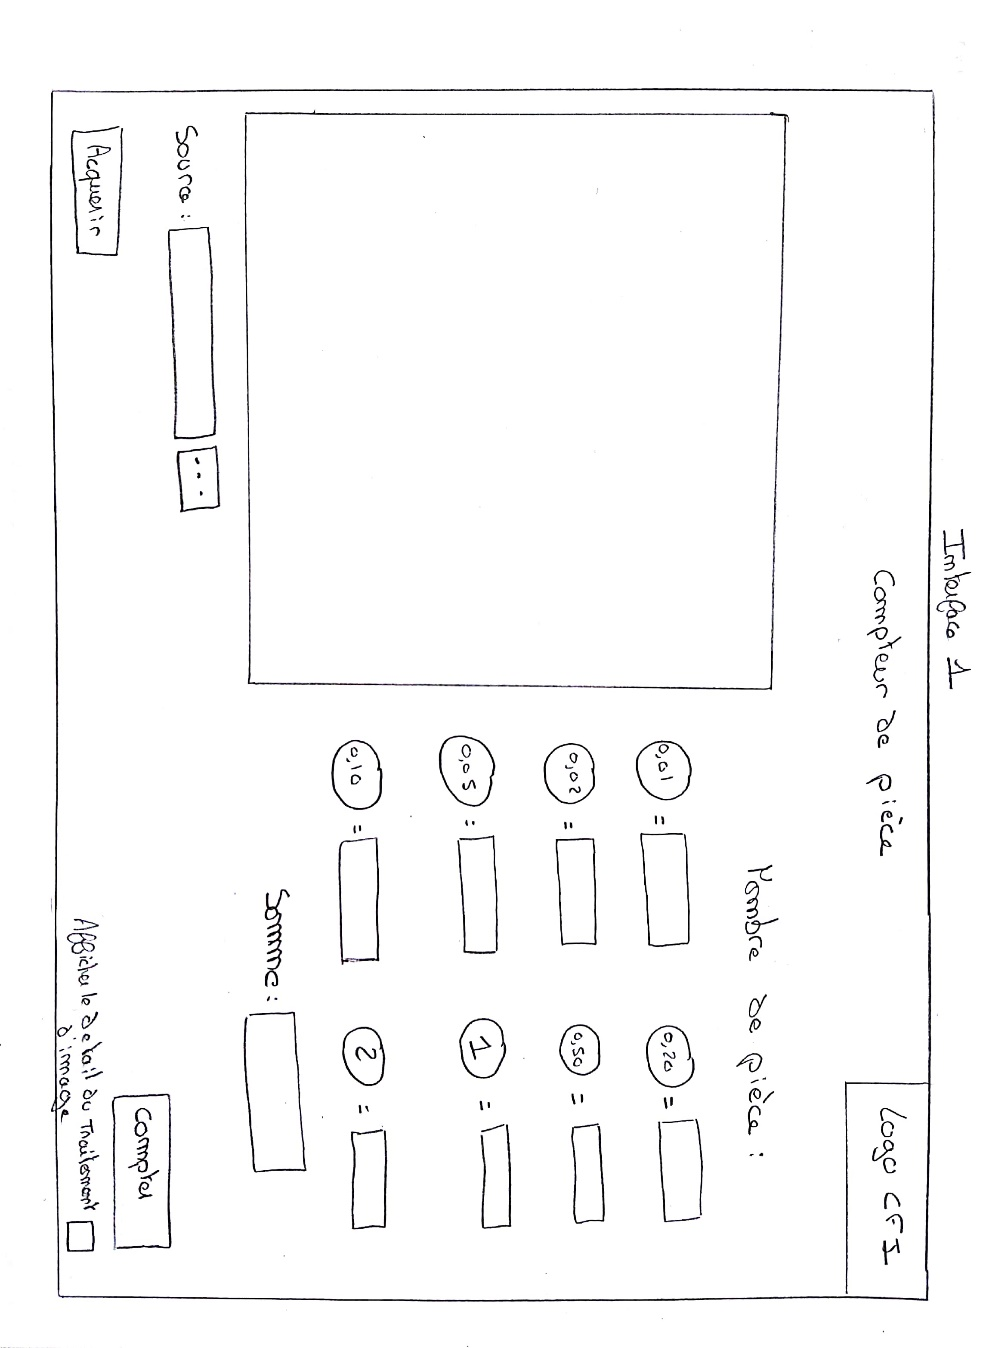 Interface 1
Compteur de pièce
Logo CFI
Nombre de pièce :
0,01 =
0,20 =
0,02 =
0,50 =
0,05 =
1 =
0,10 =
2 =
Somme :
Source :
...
Acquerir
Compter
Afficher le détail du Traitement
d'image